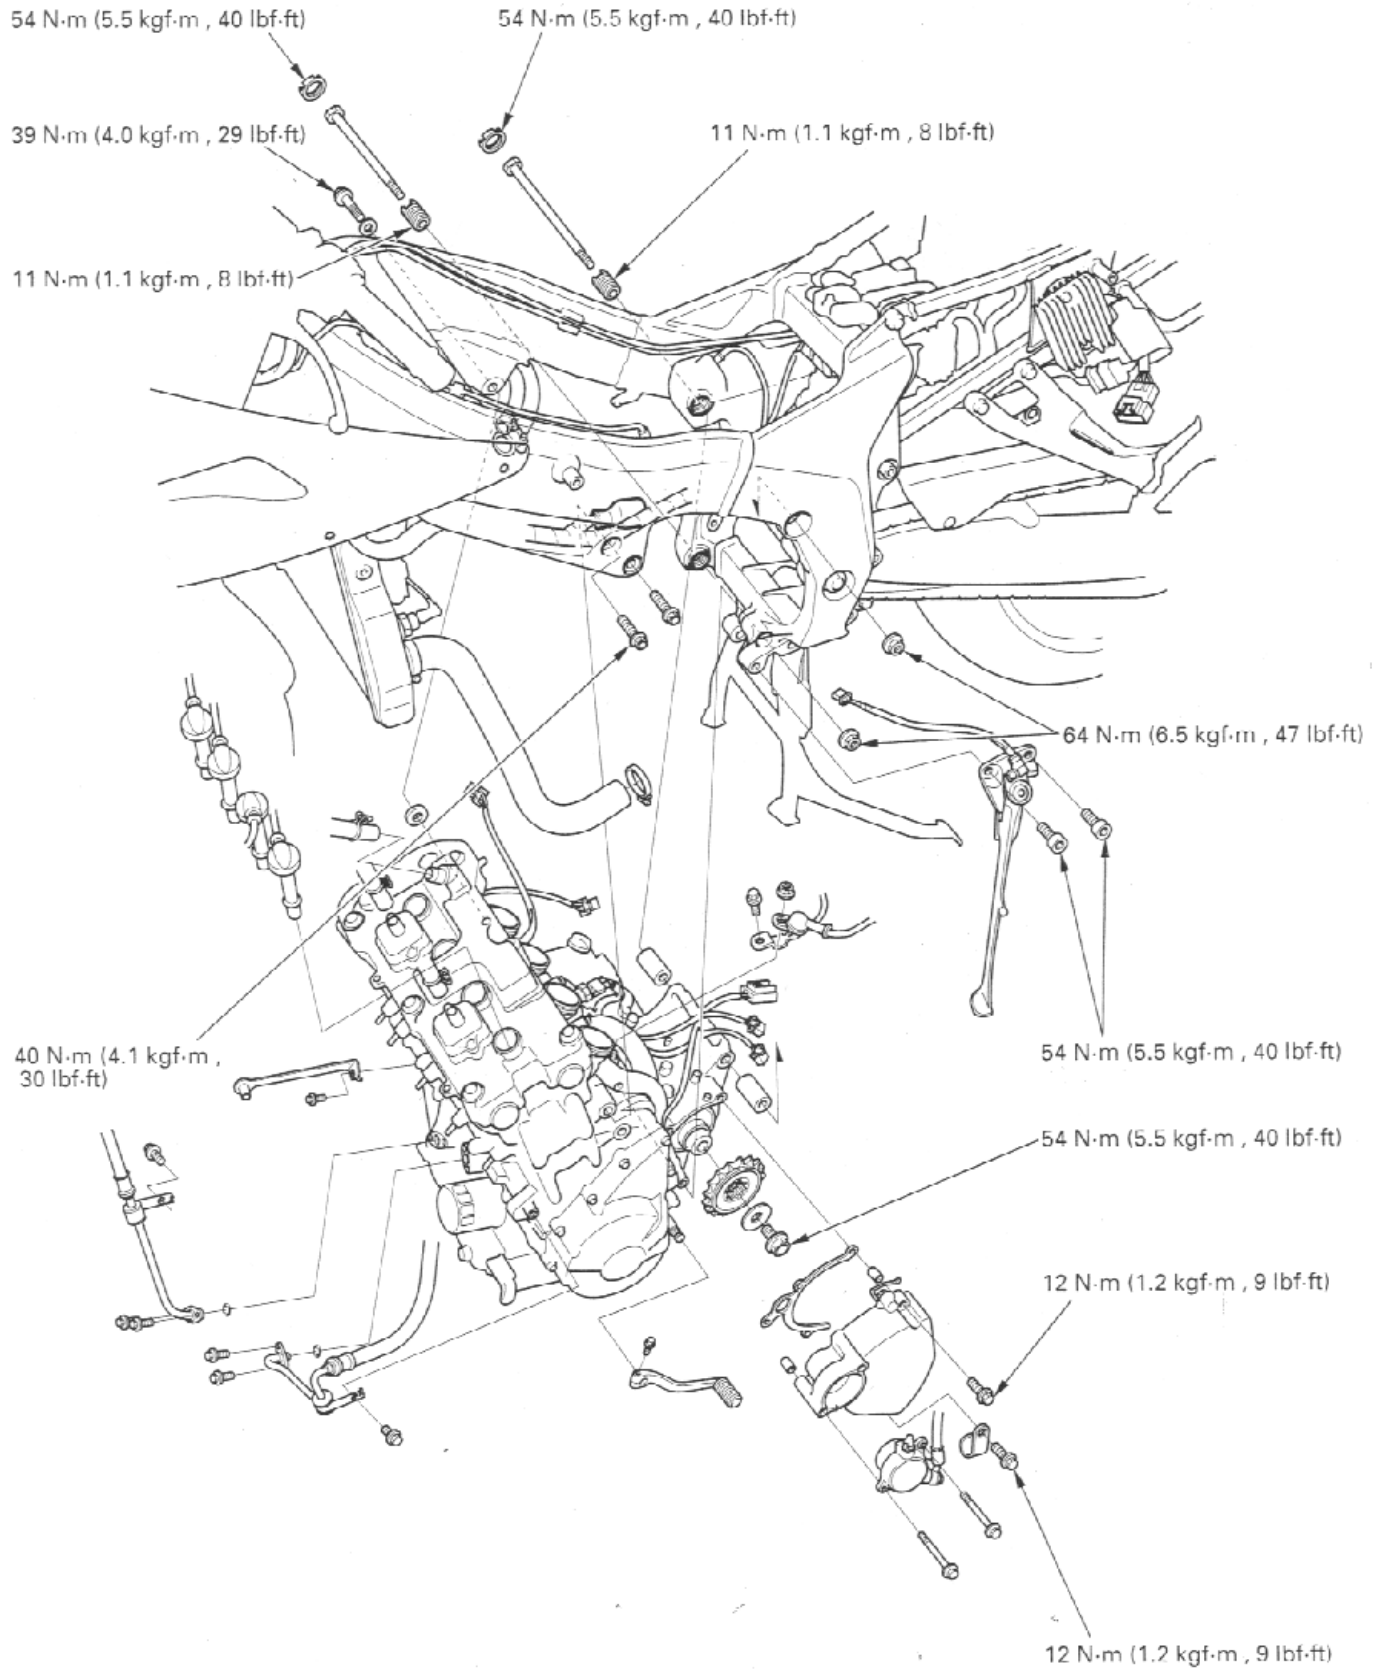 54 N·m (5.5 kgf·m , 40 lbf·ft)
54 N·m (5.5 kgf·m , 40 lbf·ft)
39 N·m (4.0 kgf·m , 29 lbf·ft)
11 N·m (1.1 kgf·m , 8 lbf·ft)
11 N·m (1.1 kgf·m , 8 lbf·ft)
64 N·m (6.5 kgf·m , 47 lbf·ft)
40 N·m (4.1 kgf·m ,
30 lbf·ft)
54 N·m (5.5 kgf·m , 40 lbf·ft)
54 N·m (5.5 kgf·m , 40 lbf·ft)
12 N·m (1.2 kgf·m , 9 lbf·ft)
12 N·m (1.2 kgf·m , 9 lbf·ft)